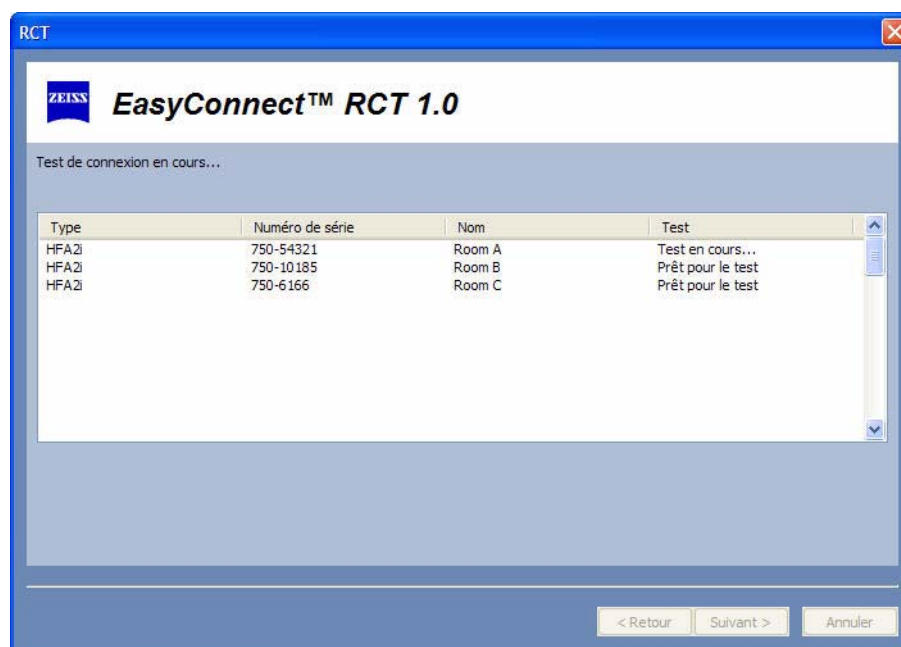 RCT
ZEISS
EasyConnect™ RCT 1.0
Test de connexion en cours...
Type Numéro de série Nom Test
HFA2i 750-54321 Room A Test en cours...
HFA2i 750-10185 Room B Prêt pour le test
HFA2i 750-6166 Room C Prêt pour le test
< Retour Suivant > Annuler